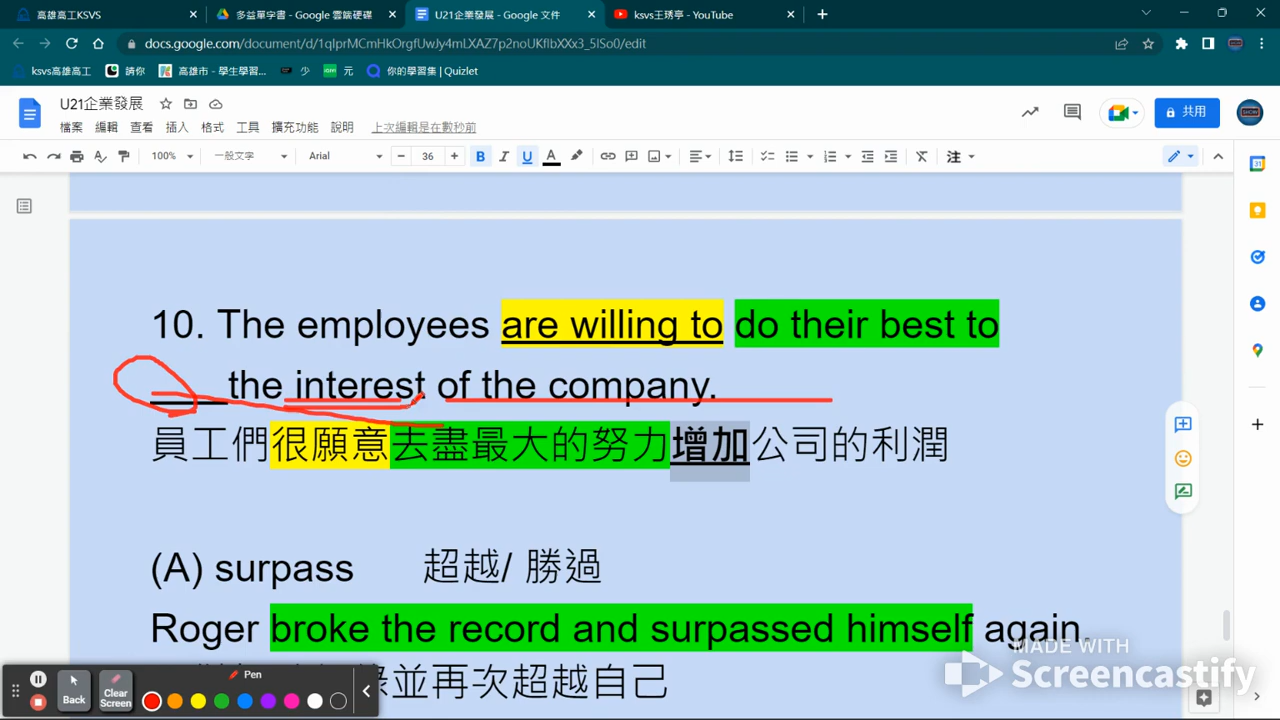 高雄高工KSVS
多益單字書 - Google 雲端硬碟
U21企業發展 - Google 文件
ksvs王琇亭 - YouTube
docs.google.com/document/d/1qIprMCmHkOrgfUwJy4mLXAZ7p2noUKflbXXx3_5lSo0/edit
ksvs高雄高工
請你
高雄市 - 學生學習...
少
元
你的學習集 | Quizlet
U21企業發展
共用
檔案 編輯 查看 插入 格式 工具 擴充功能 說明 上次編輯是在數秒前
100% 一般文字 Arial 36 B I U A 注
10. The employees are willing to do their best to
____the interest of the company.
員工們很願意去盡最大的努力增加公司的利潤
(A) surpass 超越/ 勝過
Roger broke the record and surpassed himself again.
並再次超越自己
MADE WITH
Screencastify
Pen
Back
Clear Screen